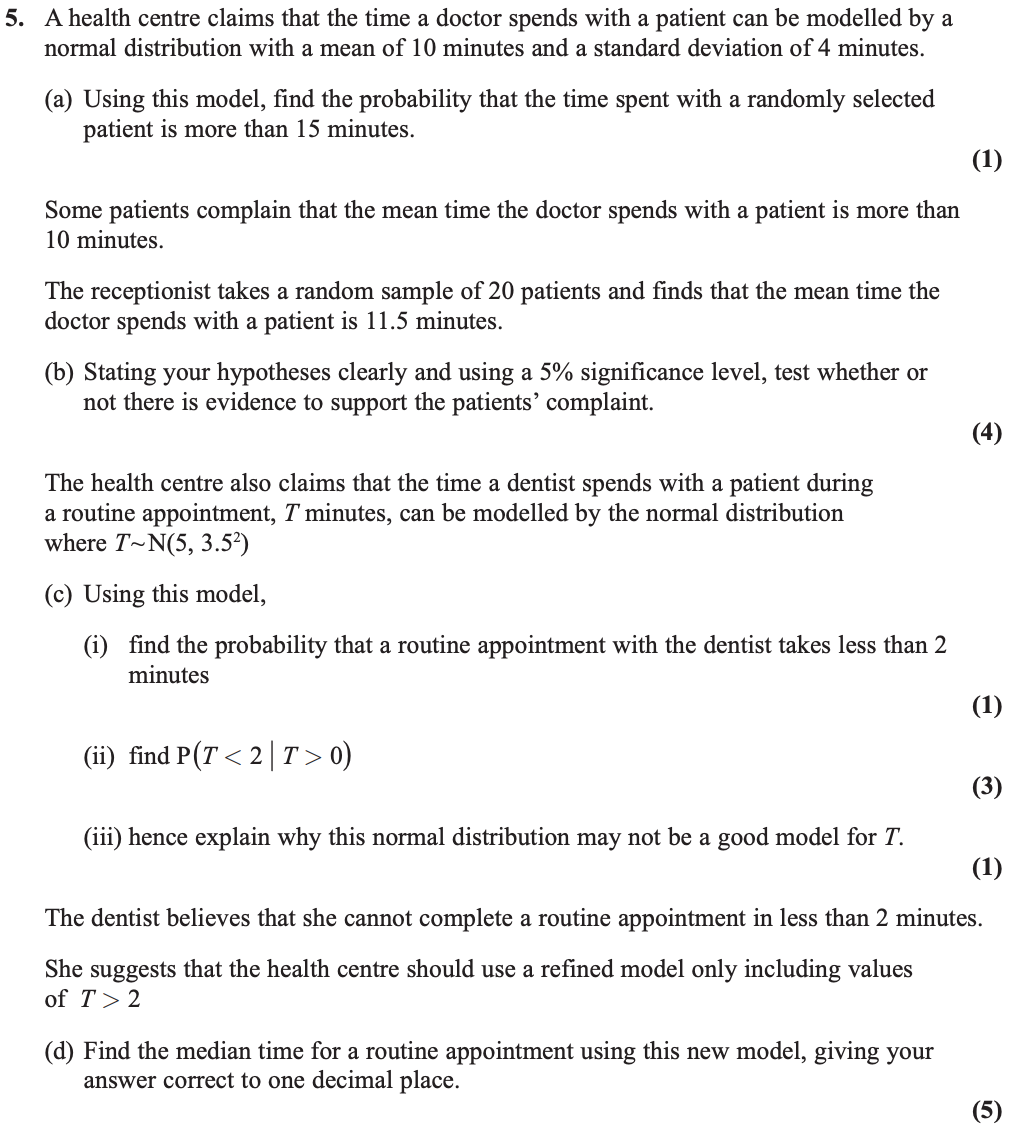 5. A health centre claims that the time a doctor spends with a patient can be modelled by a
normal distribution with a mean of 10 minutes and a standard deviation of 4 minutes.
(a) Using this model, find the probability that the time spent with a randomly selected
patient is more than 15 minutes.
(1)
Some patients complain that the mean time the doctor spends with a patient is more than
10 minutes.
The receptionist takes a random sample of 20 patients and finds that the mean time the
doctor spends with a patient is 11.5 minutes.
(b) Stating your hypotheses clearly and using a 5% significance level, test whether or
not there is evidence to support the patients’ complaint.
(4)
The health centre also claims that the time a dentist spends with a patient during
a routine appointment, T minutes, can be modelled by the normal distribution
where T~N(5, 3.5²)
(c) Using this model,
(i) find the probability that a routine appointment with the dentist takes less than 2
minutes
(1)
(ii) find P(T < 2 | T > 0)
(3)
(iii) hence explain why this normal distribution may not be a good model for T.
(1)
The dentist believes that she cannot complete a routine appointment in less than 2 minutes.
She suggests that the health centre should use a refined model only including values
of T > 2
(d) Find the median time for a routine appointment using this new model, giving your
answer correct to one decimal place.
(5)